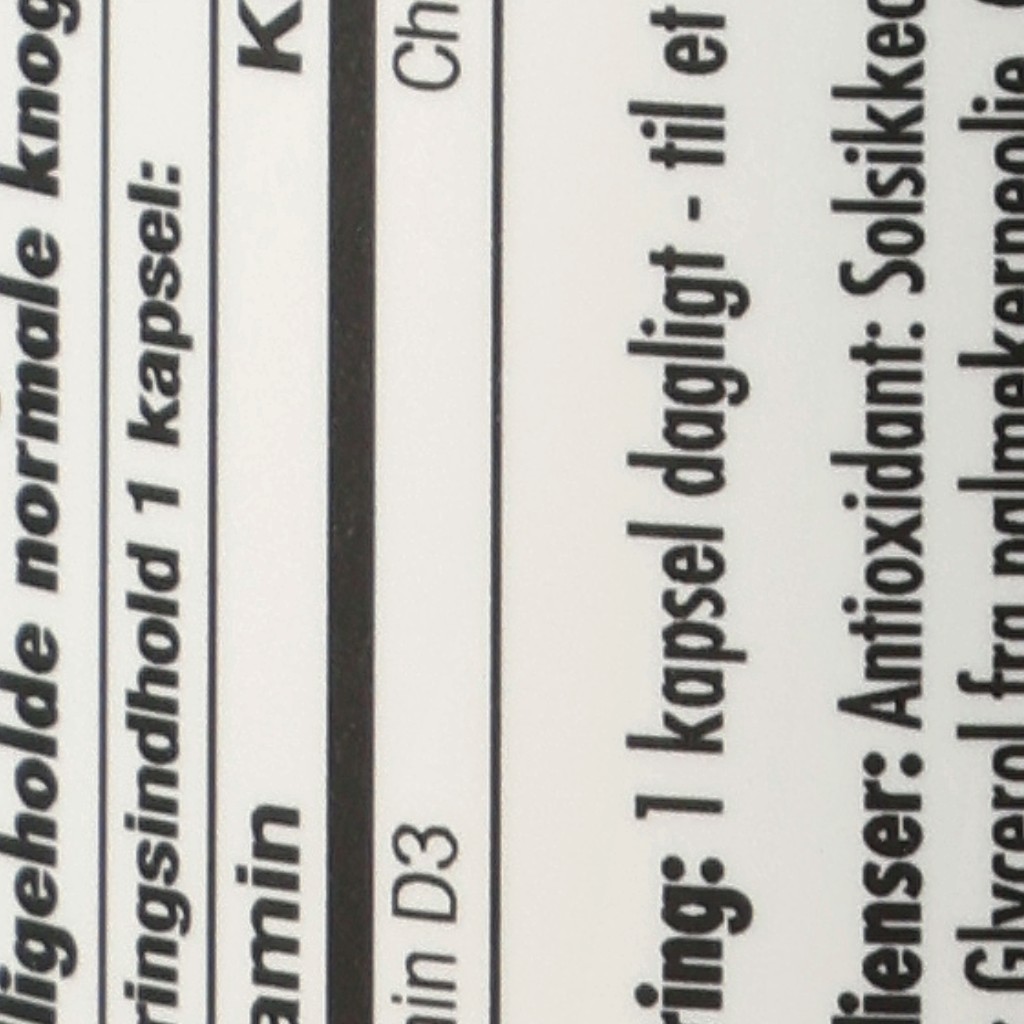 ligeholde normale knog
ringsindhold 1 kapsel:
amin K
nin D3 Ch
ring: 1 kapsel dagligt - til et
dienser: Antioxidant: Solsikke
Glycerol fra palmekerneolie